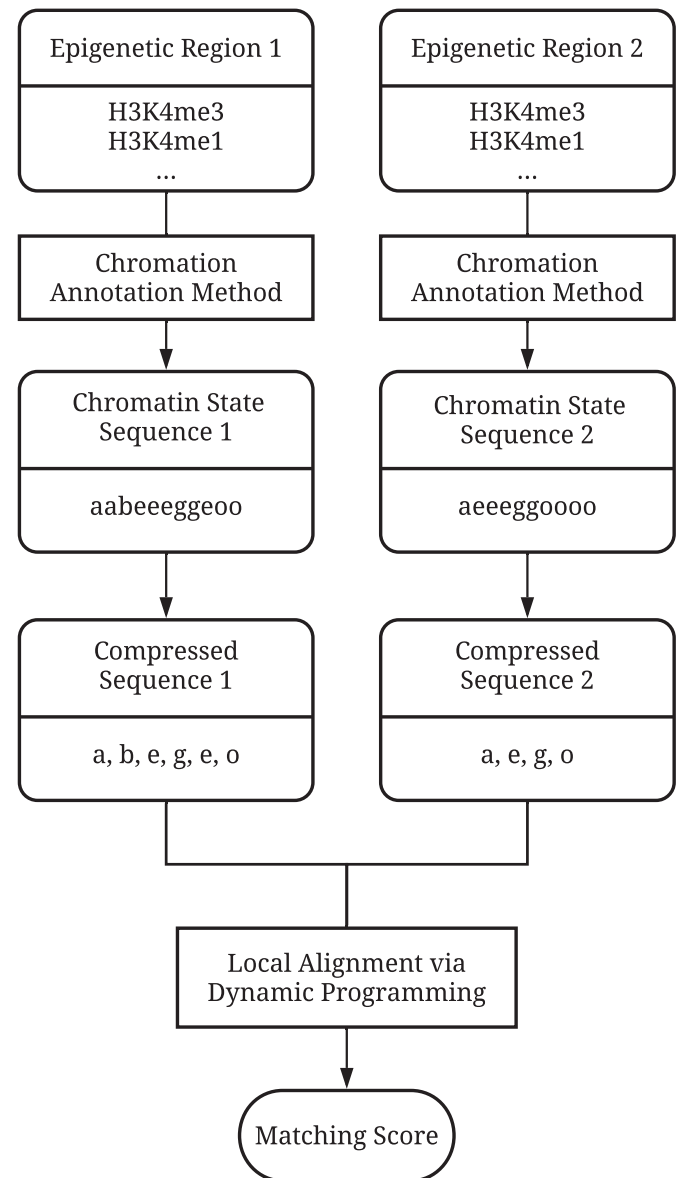 Epigenetic Region 1
H3K4me3
H3K4me1
...
Epigenetic Region 2
H3K4me3
H3K4me1
...
Chromation
Annotation Method
Chromation
Annotation Method
Chromatin State
Sequence 1
aabeeeggeoo
Chromatin State
Sequence 2
aeeeggoooo
Compressed
Sequence 1
a, b, e, g, e, o
Compressed
Sequence 2
a, e, g, o
Local Alignment via
Dynamic Programming
Matching Score